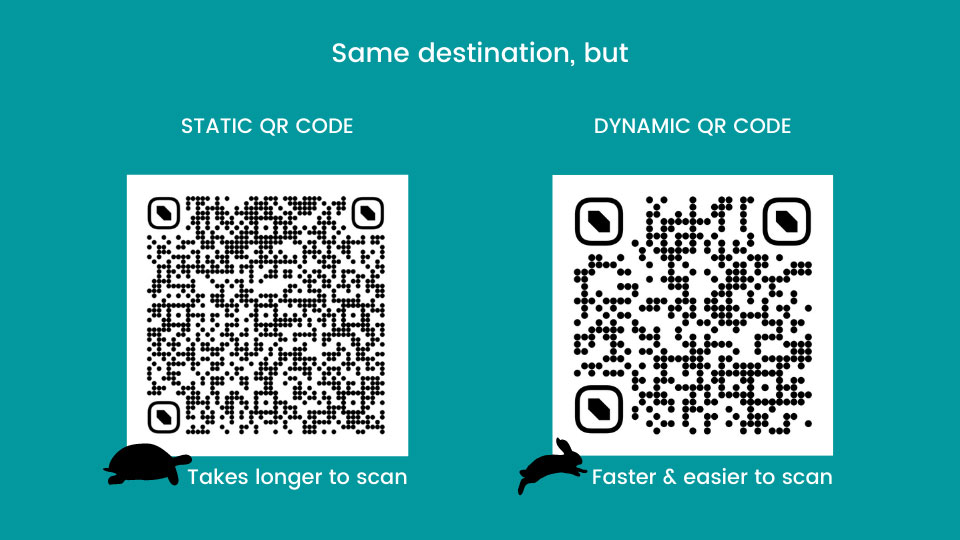 Same destination, but
STATIC QR CODE
DYNAMIC QR CODE
Takes longer to scan
Faster & easier to scan